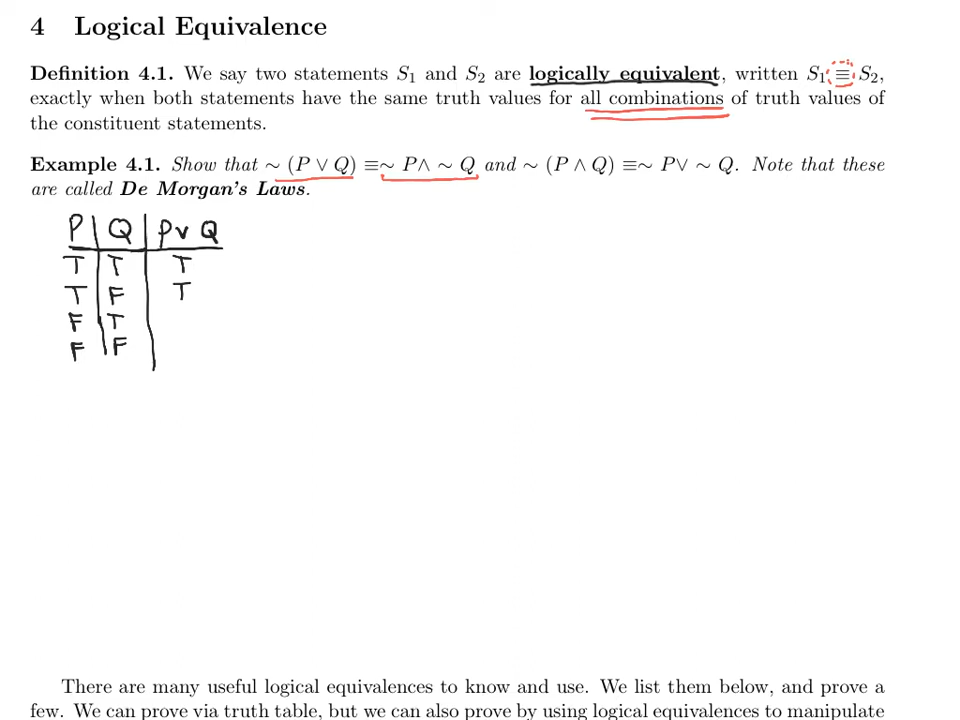 4 Logical Equivalence
Definition 4.1. We say two statements S₁ and S₂ are logically equivalent, written S₁ ≡ S₂,
exactly when both statements have the same truth values for all combinations of truth values of
the constituent statements.
Example 4.1. Show that ∼ (P ∨ Q) ≡∼ P∧ ∼ Q and ∼ (P ∧ Q) ≡∼ P∨ ∼ Q. Note that these
are called De Morgan's Laws.
P | Q | P ∨ Q
T | T | T
T | F | T
F | T |
F | F |
There are many useful logical equivalences to know and use. We list them below, and prove a
few. We can prove via truth table, but we can also prove by using logical equivalences to manipulate